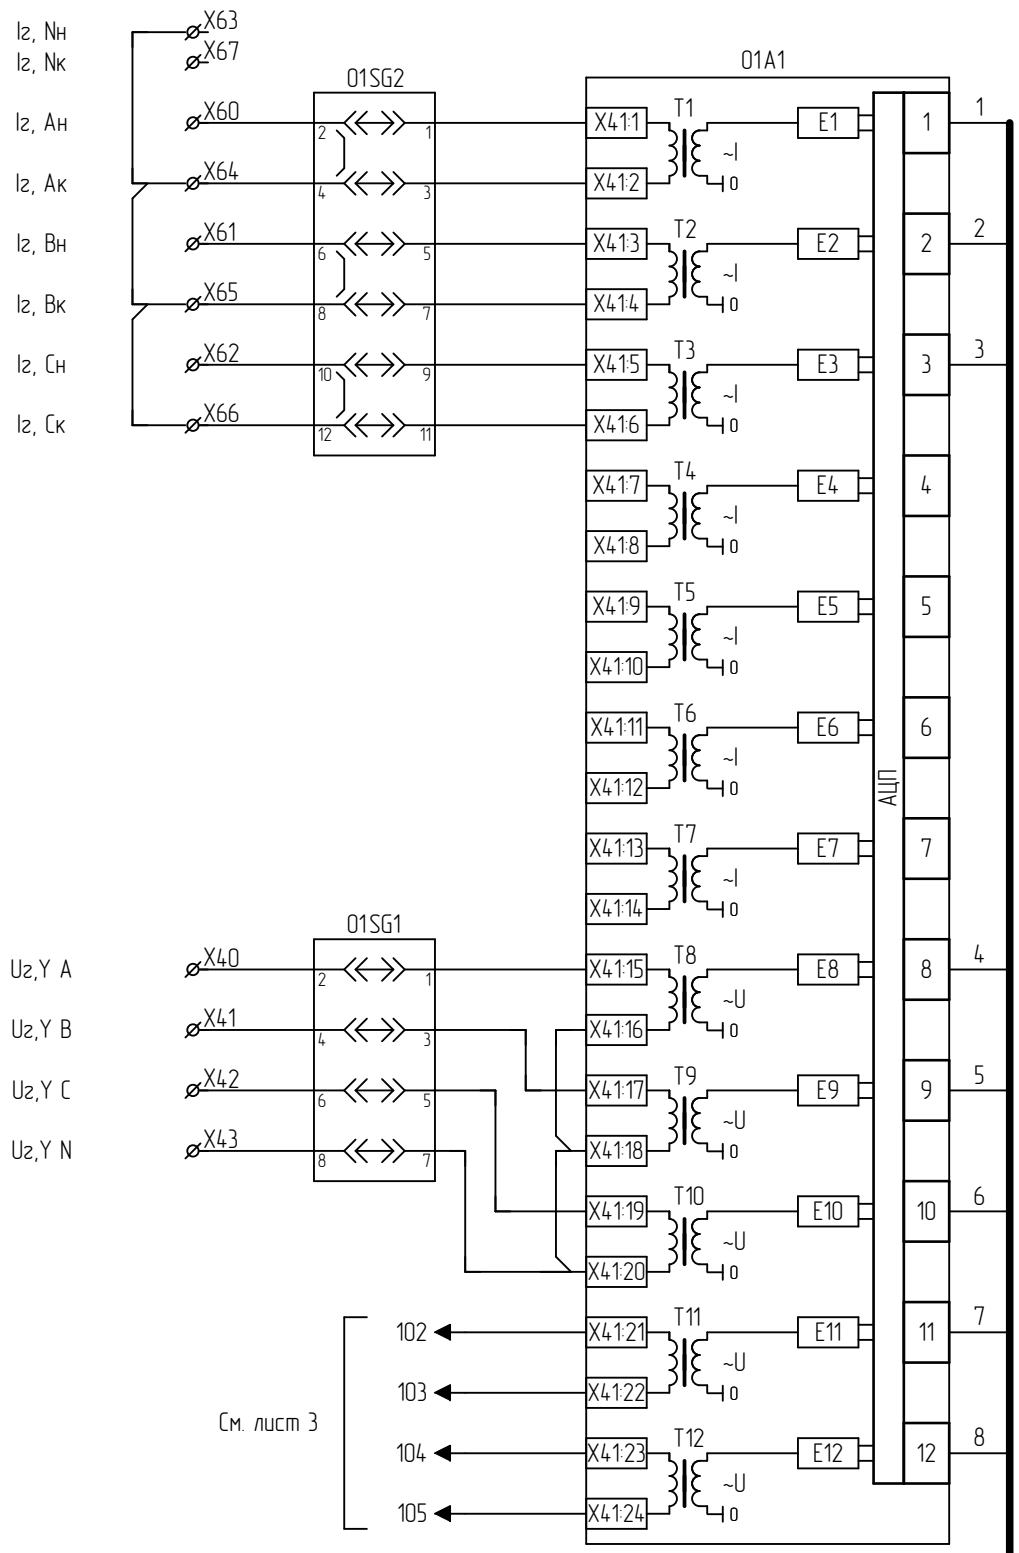 Iг, Nн X63
Iг, Nк X67
01SG2
01A1
Iг, Aн X60 2 1 X41:1 T1 E1 1 1
~I
Iг, Aк X64 4 3 X41:2 0
Iг, Bн X61 6 5 X41:3 T2 E2 2 2
~I
Iг, Bк X65 8 7 X41:4 0
Iг, Cн X62 10 9 X41:5 T3 E3 3 3
~I
Iг, Cк X66 12 11 X41:6 0
X41:7 T4 E4 4
~I
X41:8 0
X41:9 T5 E5 5
~I
X41:10 0
X41:11 T6 E6 6
~I
X41:12 0
АЦП
X41:13 T7 E7 7
~I
X41:14 0
01SG1
Uг,Y A X40 2 1 X41:15 T8 E8 8 4
~U
Uг,Y B X41 4 3 X41:16 0
Uг,Y C X42 6 5 X41:17 T9 E9 9 5
~U
Uг,Y N X43 8 7 X41:18 0
X41:19 T10 E10 10 6
~U
X41:20 0
102 X41:21 T11 E11 11 7
~U
103 X41:22 0
См. лист 3
104 X41:23 T12 E12 12 8
~U
105 X41:24 0